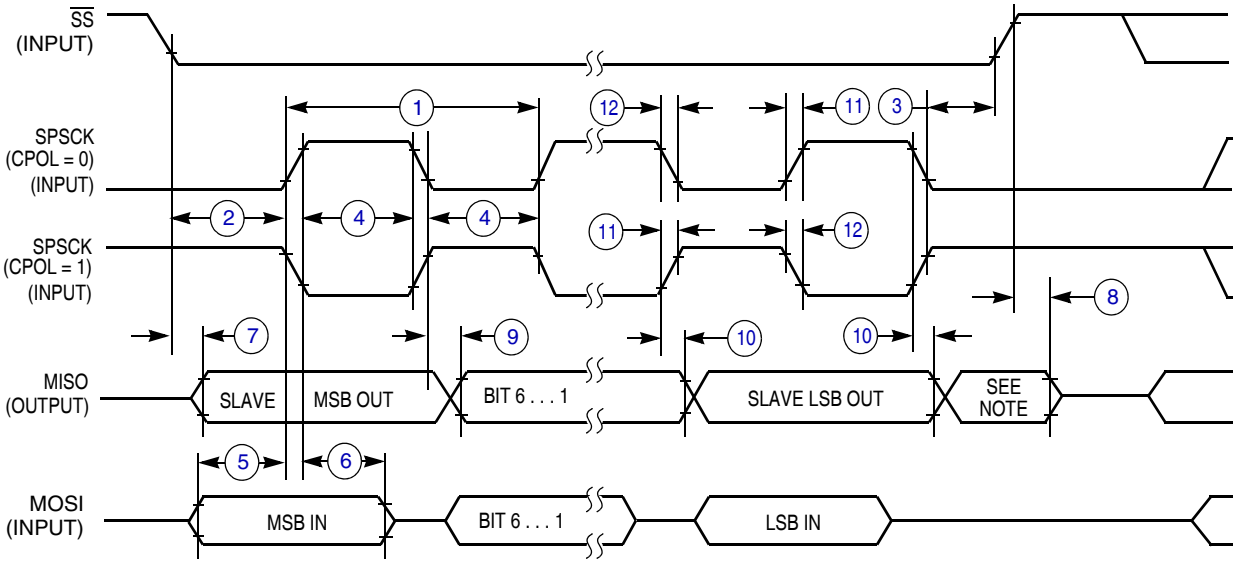 SS
(INPUT)
1
12
11
3
SPSCK
(CPOL = 0)
(INPUT)
2
4
4
11
12
SPSCK
(CPOL = 1)
(INPUT)
8
7
9
10
10
MISO
(OUTPUT)
SLAVE
MSB OUT
BIT 6 . . . 1
SLAVE LSB OUT
SEE
NOTE
5
6
MOSI
(INPUT)
MSB IN
BIT 6 . . . 1
LSB IN